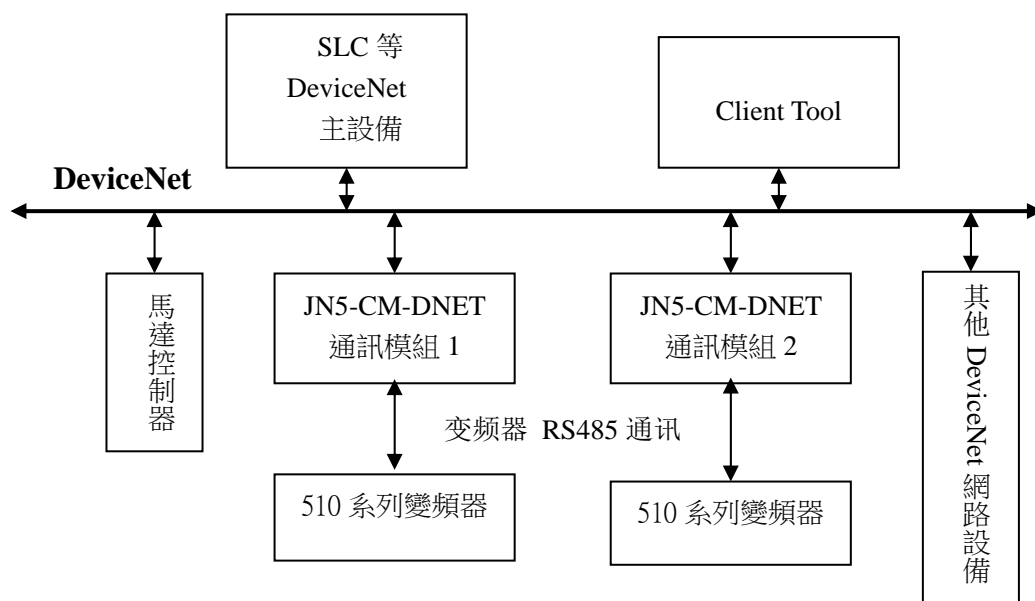 SLC 等
DeviceNet
主設備
Client Tool
DeviceNet
馬達控制器
JN5-CM-DNET
通訊模組 1
JN5-CM-DNET
通訊模組 2
其他 DeviceNet 網路設備
变频器 RS485 通讯
510 系列變頻器
510 系列變頻器